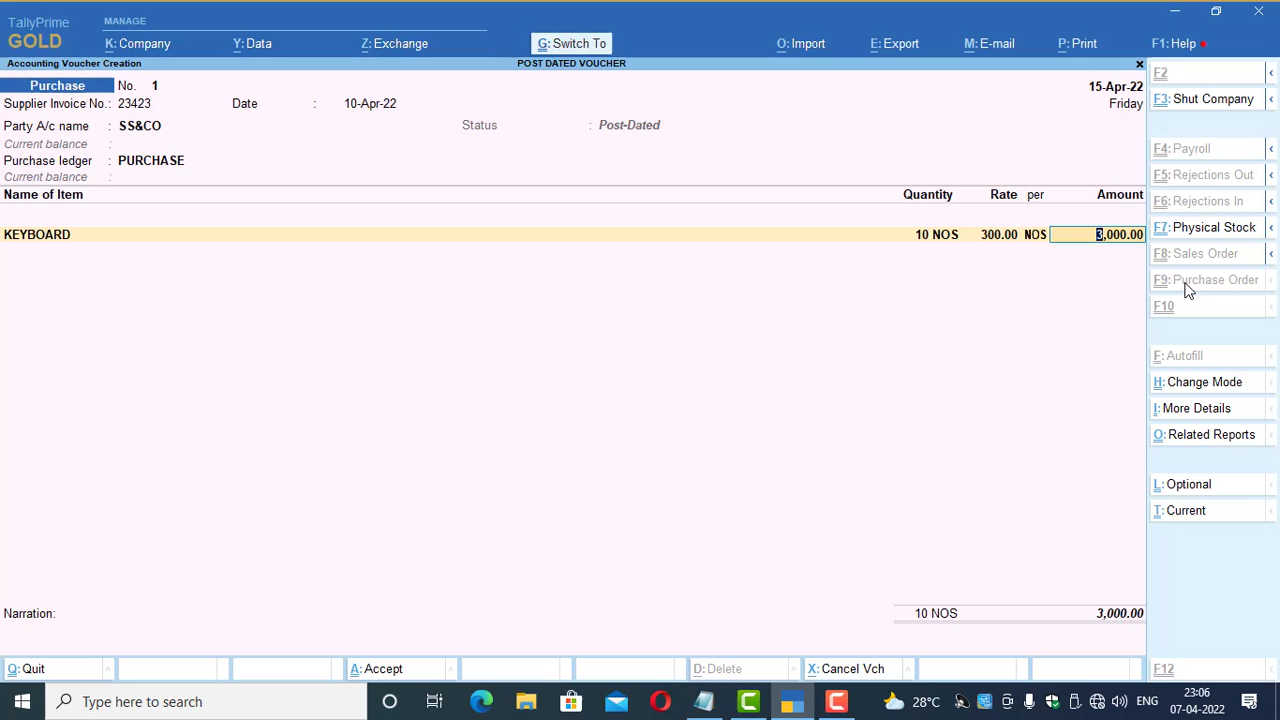 TallyPrime
GOLD
MANAGE
K: Company
Y: Data
Z: Exchange
G: Switch To
O: Import
E: Export
M: E-mail
P: Print
F1: Help
Accounting Voucher Creation
POST DATED VOUCHER
Purchase No. 1
15-Apr-22
Supplier Invoice No.: 23423 Date : 10-Apr-22
Friday
Party A/c name : SS&CO
Status : Post-Dated
Current balance :
Purchase ledger : PURCHASE
Current balance :
Name of Item Quantity Rate per Amount
KEYBOARD 10 NOS 300.00 NOS 3,000.00
Narration: 10 NOS 3,000.00
Q: Quit
A: Accept
D: Delete
X: Cancel Vch
F12
F2
F3: Shut Company
F4: Payroll
F5: Rejections Out
F6: Rejections In
F7: Physical Stock
F8: Sales Order
F9: Purchase Order
F10
F: Autofill
H: Change Mode
I: More Details
O: Related Reports
L: Optional
T: Current
Type here to search
28°C
ENG
23:06
07-04-2022